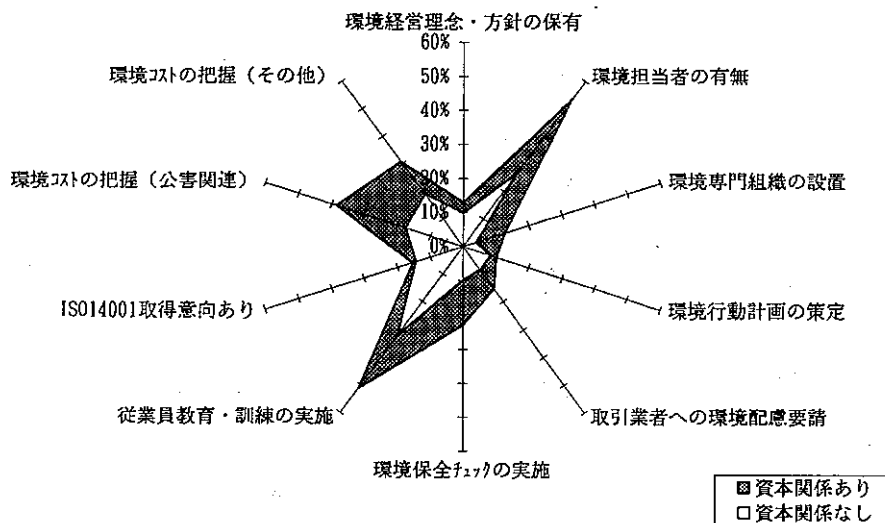 環境経営理念・方針の保有
60%
50%
40%
30%
20%
10%
0%
環境担当者の有無
環境専門組織の設置
環境行動計画の策定
取引業者への環境配慮要請
環境保全ﾁｪｯｸの実施
従業員教育・訓練の実施
ISO14001取得意向あり
環境ｺｽﾄの把握（公害関連）
環境ｺｽﾄの把握（その他）
資本関係あり
資本関係なし